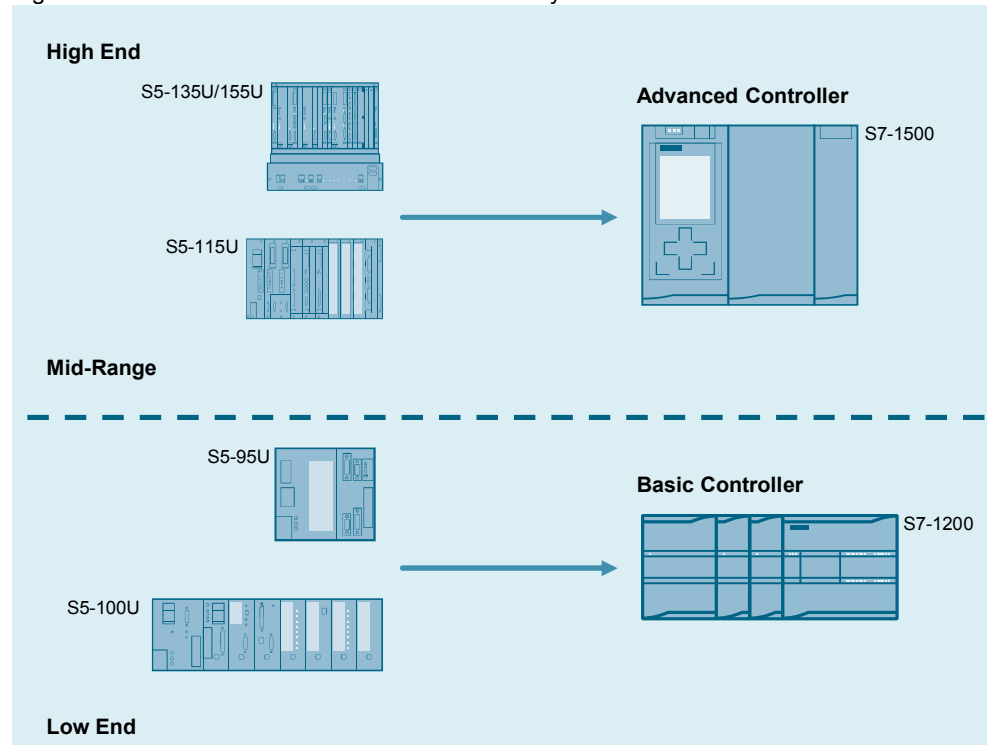 High End
S5-135U/155U
Advanced Controller
S7-1500
S5-115U
Mid-Range
S5-95U
Basic Controller
S7-1200
S5-100U
Low End